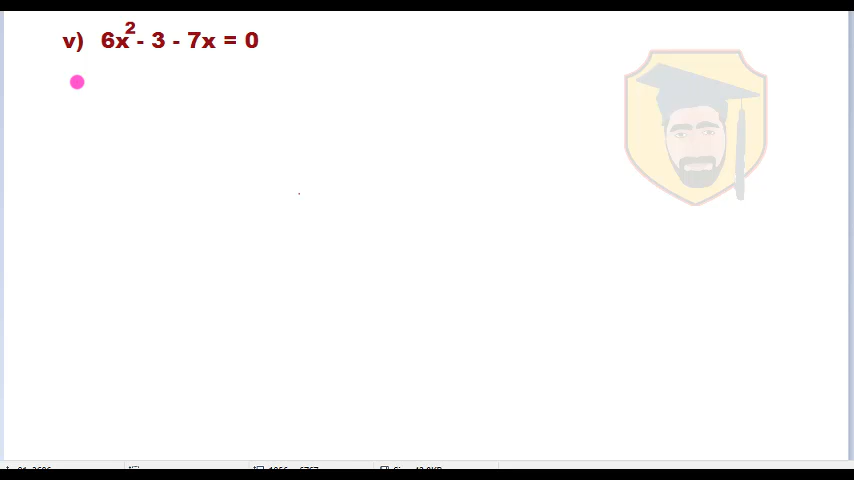 v) 6x² - 3 - 7x = 0